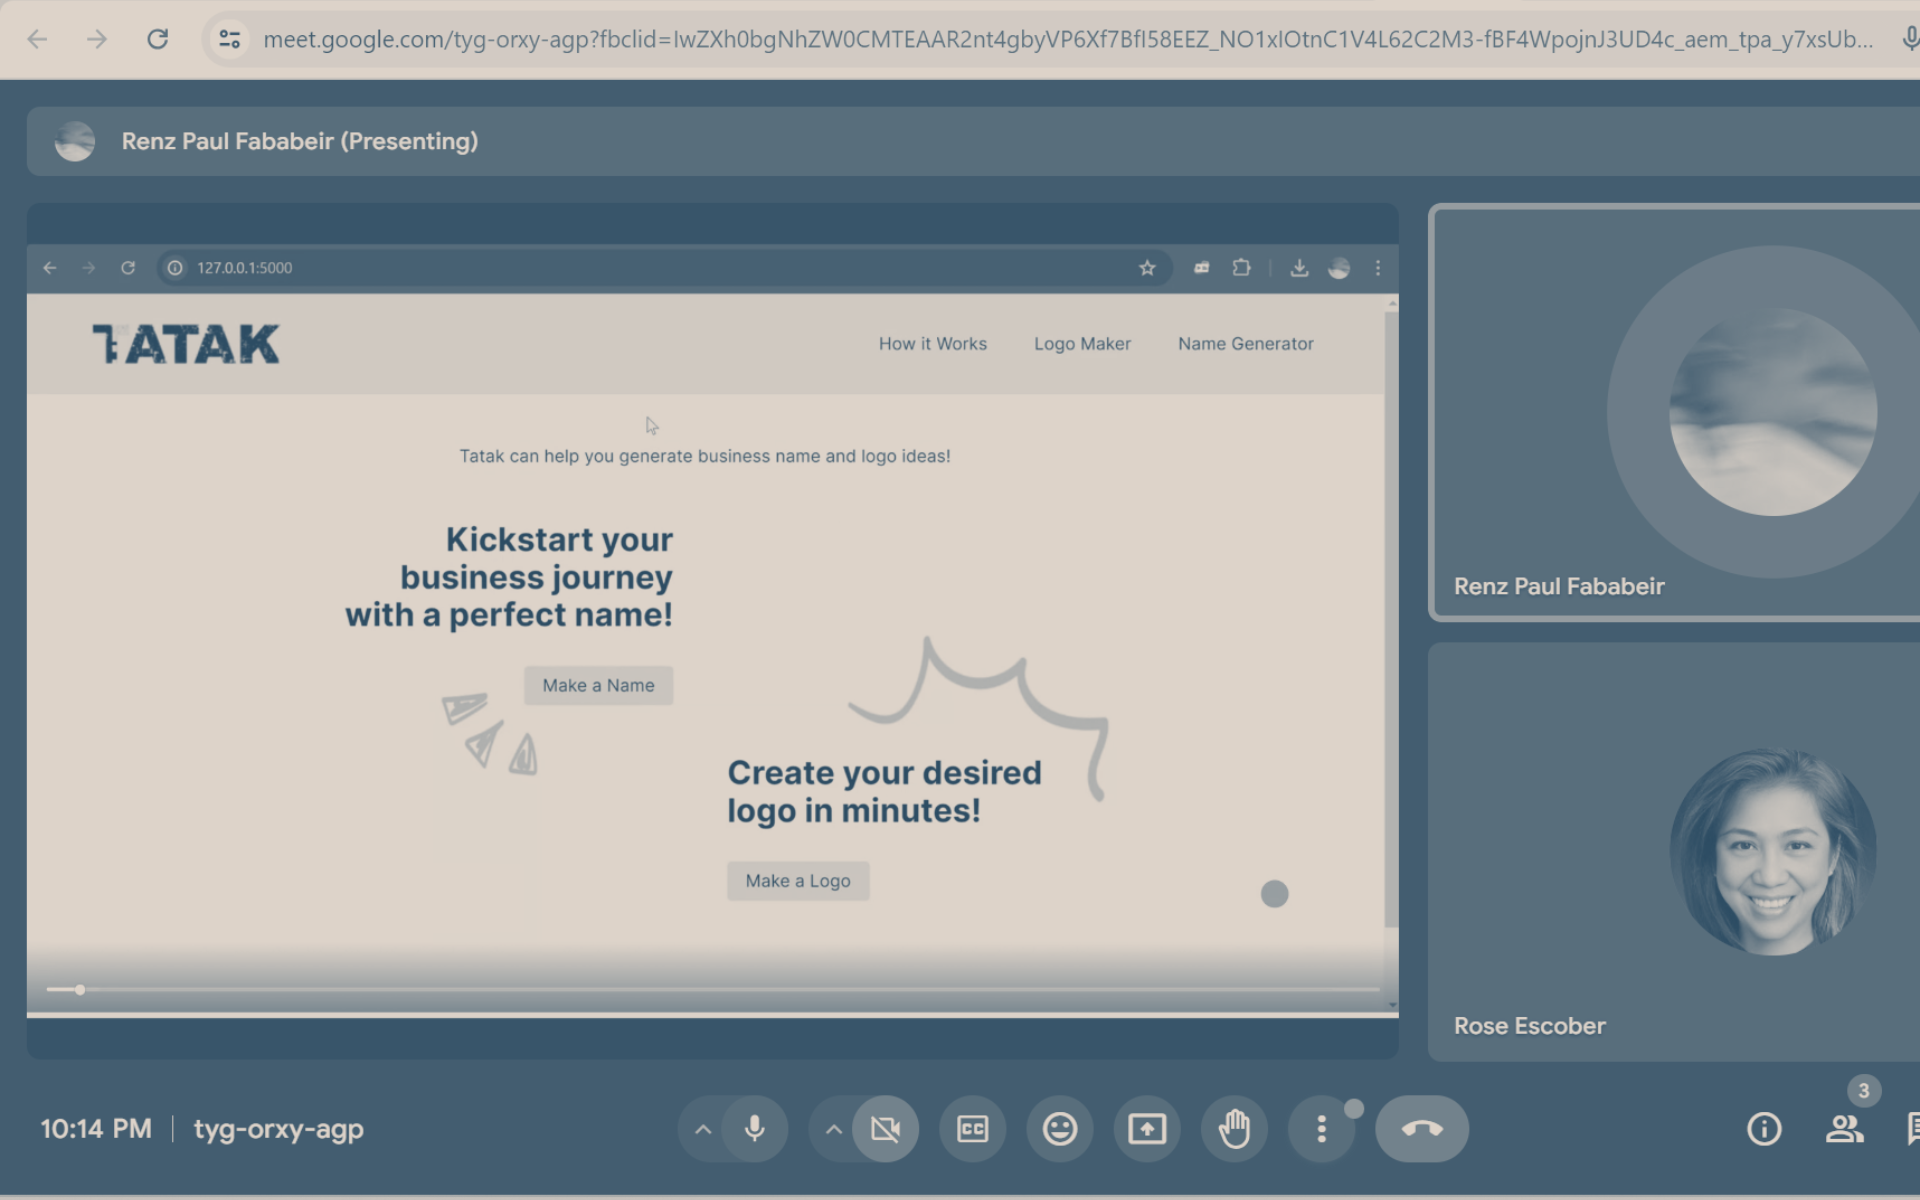 meet.google.com/tyg-orxy-agp?fbclid=IwZXh0bgNhZW0CMTEAAR2nt4gbyVP6Xf7BfI58EEZ_NO1xIOtnC1V4L62C2M3-fBF4WpojnJ3UD4c_aem_tpa_y7xsUb...
Renz Paul Fababeir (Presenting)
127.0.0.1:5000
TATAK
How it Works
Logo Maker
Name Generator
Tatak can help you generate business name and logo ideas!
Kickstart your
business journey
with a perfect name!
Make a Name
Create your desired
logo in minutes!
Make a Logo
Renz Paul Fababeir
Rose Escober
10:14 PM | tyg-orxy-agp
CC
3